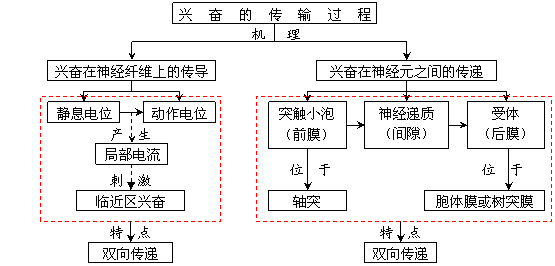 兴奋的传输过程
机理
兴奋在神经纤维上的传导
兴奋在神经元之间的传递
静息电位
动作电位
产生
局部电流
刺激
临近区兴奋
特点
双向传递
突触小泡
（前膜）
神经递质
（间隙）
受体
（后膜）
位于
位于
轴突
胞体膜或树突膜
特点
双向传递